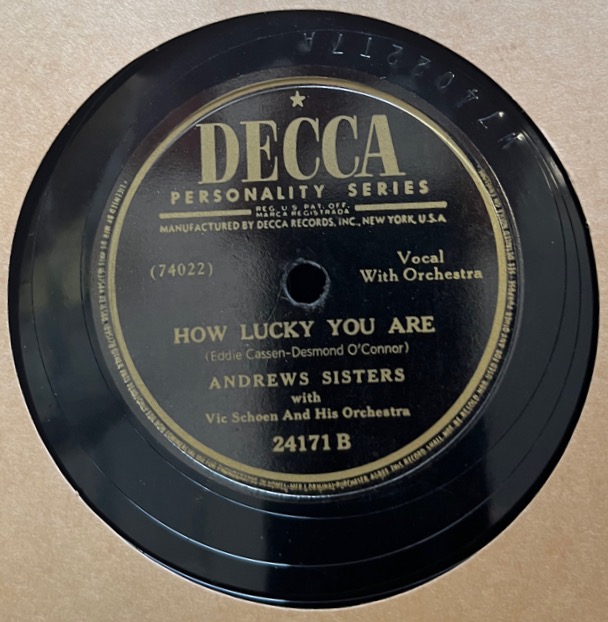 DECCA
PERSONALITY SERIES
REG. U.S. PAT. OFF.
MARCA REGISTRADA
MANUFACTURED BY DECCA RECORDS, INC., NEW YORK, U.S.A
(74022)
Vocal
With Orchestra
HOW LUCKY YOU ARE
(Eddie Cassen-Desmond O'Connor)
ANDREWS SISTERS
with
Vic Schoen And His Orchestra
24171 B